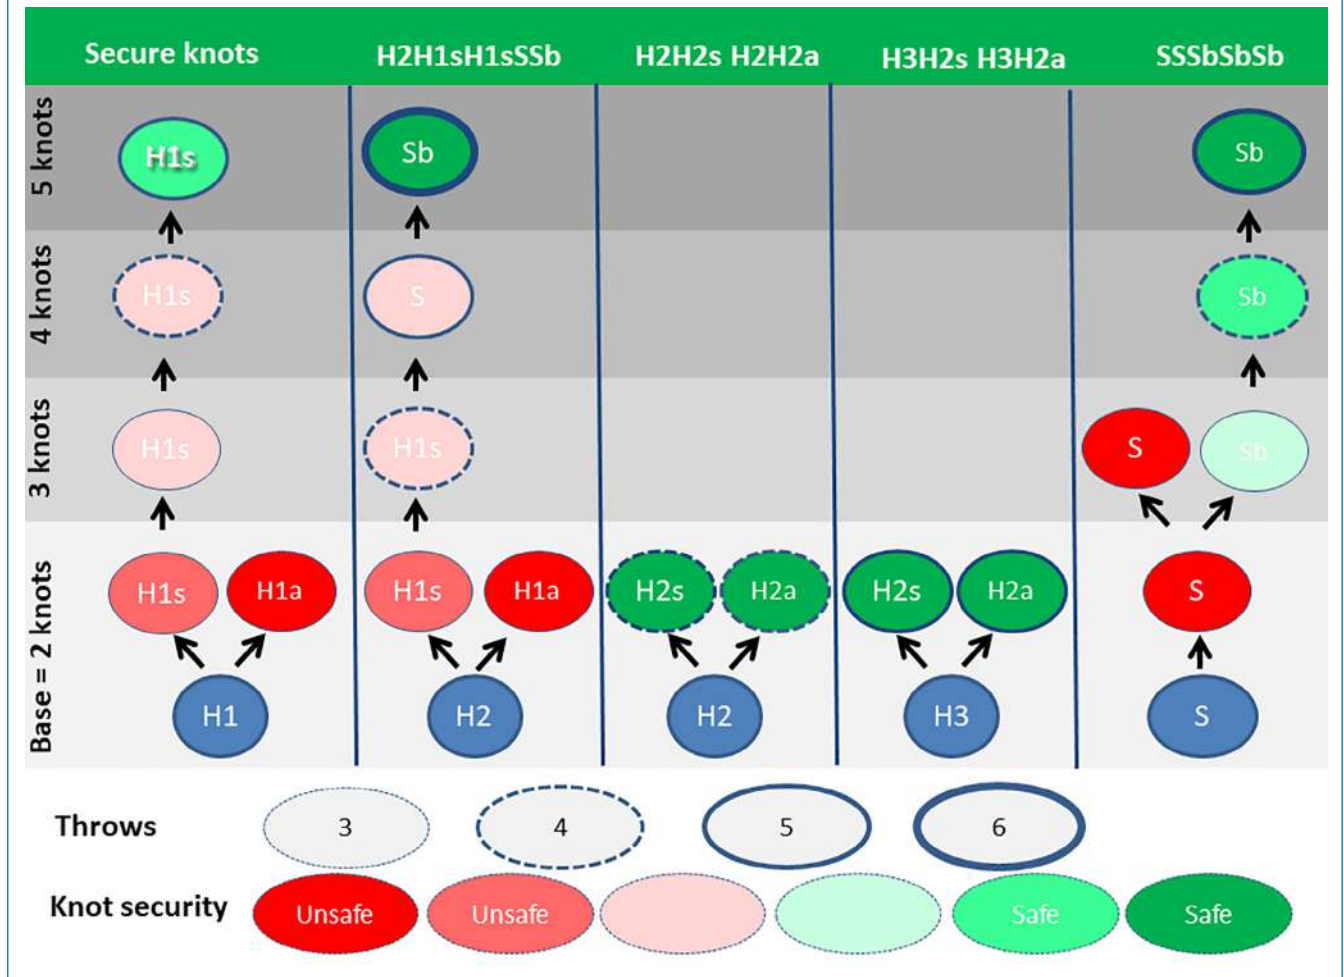 Secure knots H2H1sH1sSSb H2H2s H2H2a H3H2s H3H2a SSSbSbSb
5 knots
H1s Sb Sb
4 knots
H1s S Sb
3 knots
H1s H1s S Sb
Base = 2 knots
H1s H1a H1s H1a H2s H2a H2s H2a S
H1 H2 H2 H3 S
Throws 3 4 5 6
Knot security Unsafe Unsafe Safe Safe